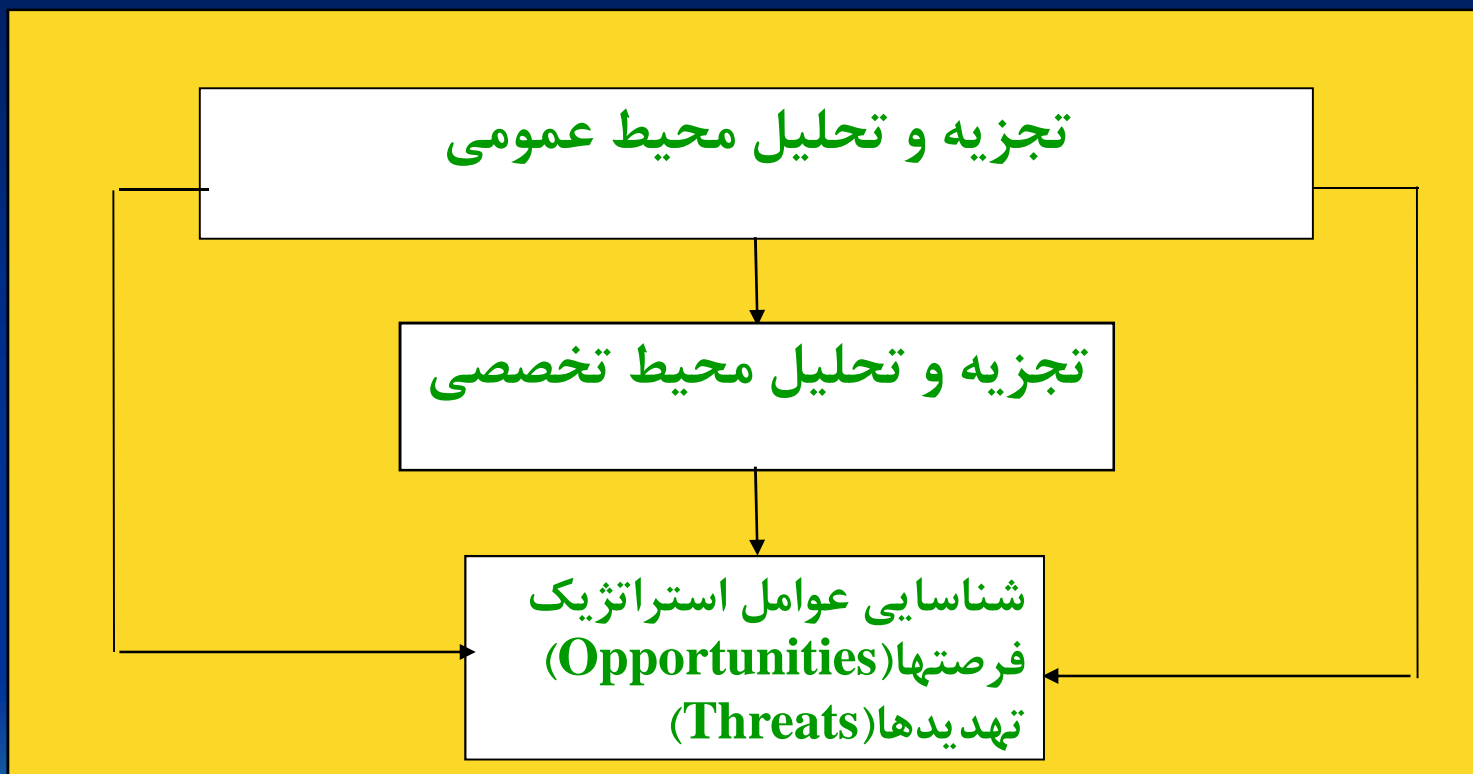 تجزیه و تحلیل محیط عمومی
تجزیه و تحلیل محیط تخصصی
شناسایی عوامل استراتژیک
فرصتها(Opportunities)
تهدیدها(Threats)